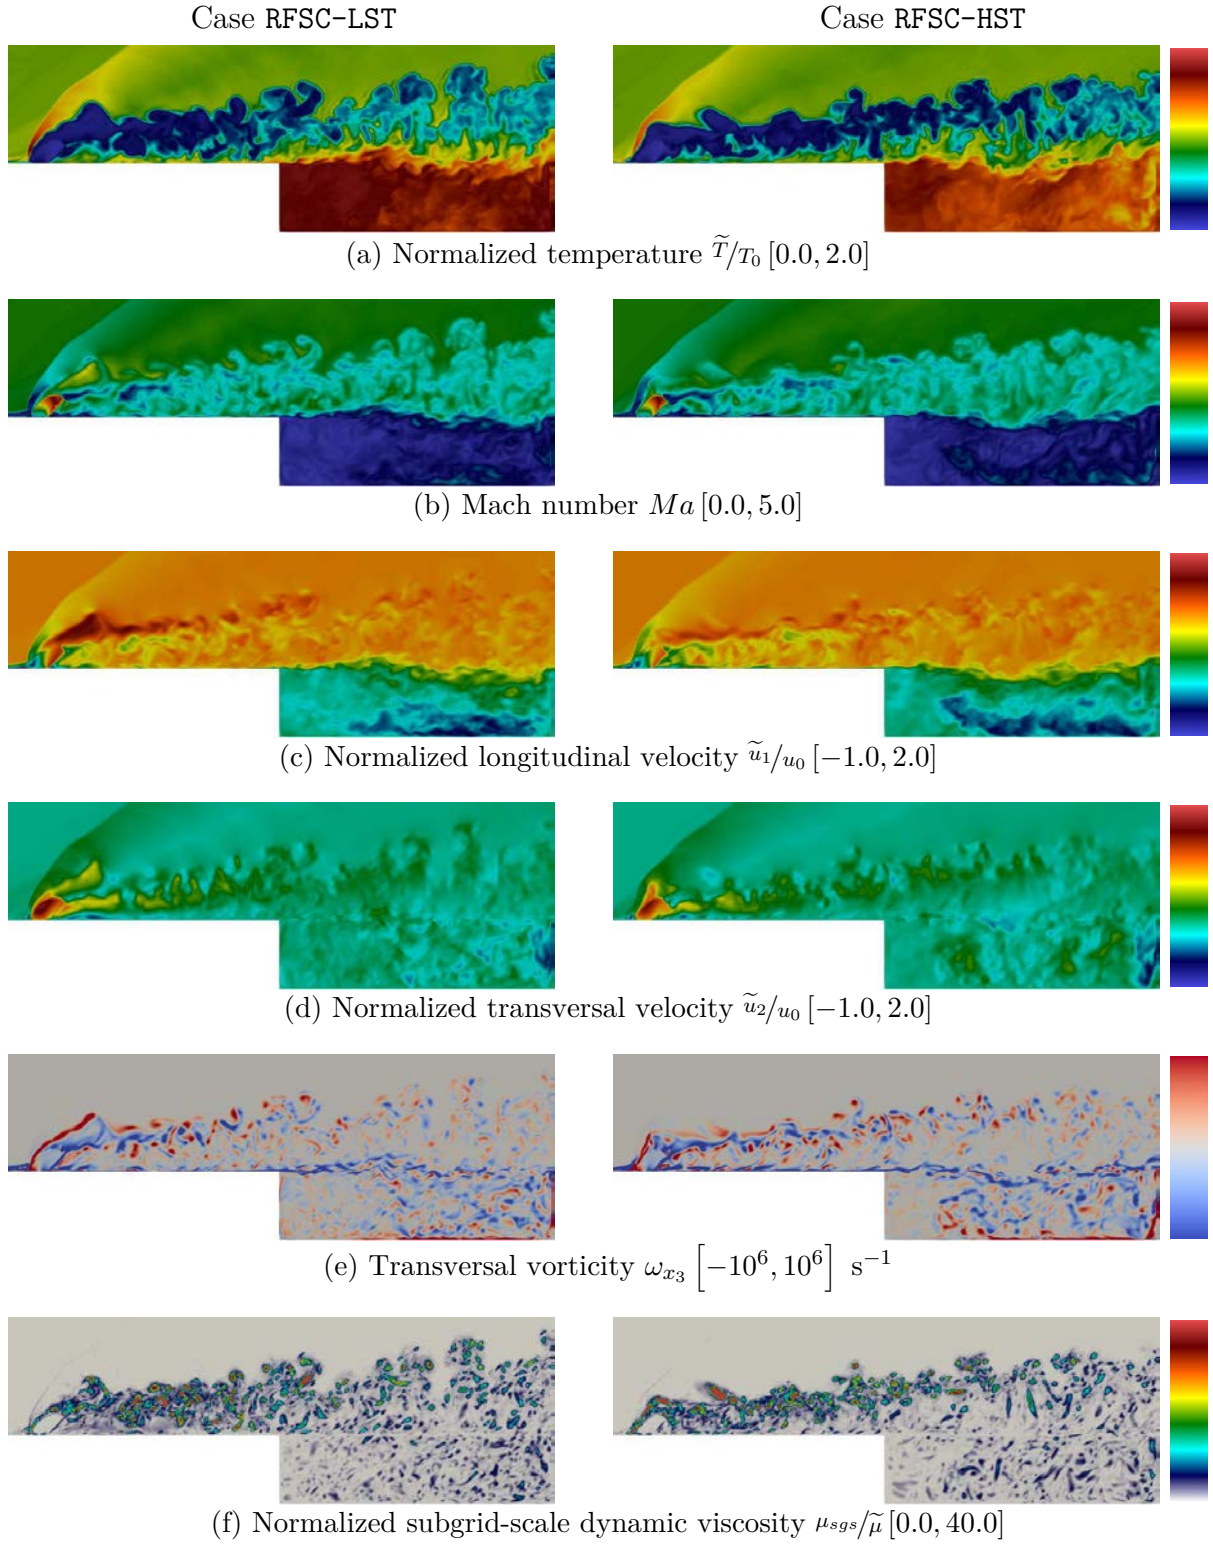 Case RFSC-LST Case RFSC-HST
(a) Normalized temperature T̃/T₀ [0.0, 2.0]
(b) Mach number Ma [0.0, 5.0]
(c) Normalized longitudinal velocity ũ₁/u₀ [−1.0, 2.0]
(d) Normalized transversal velocity ũ₂/u₀ [−1.0, 2.0]
(e) Transversal vorticity ωₓ₃ [−10⁶, 10⁶] s⁻¹
(f) Normalized subgrid-scale dynamic viscosity μsgs/μ̃ [0.0, 40.0]